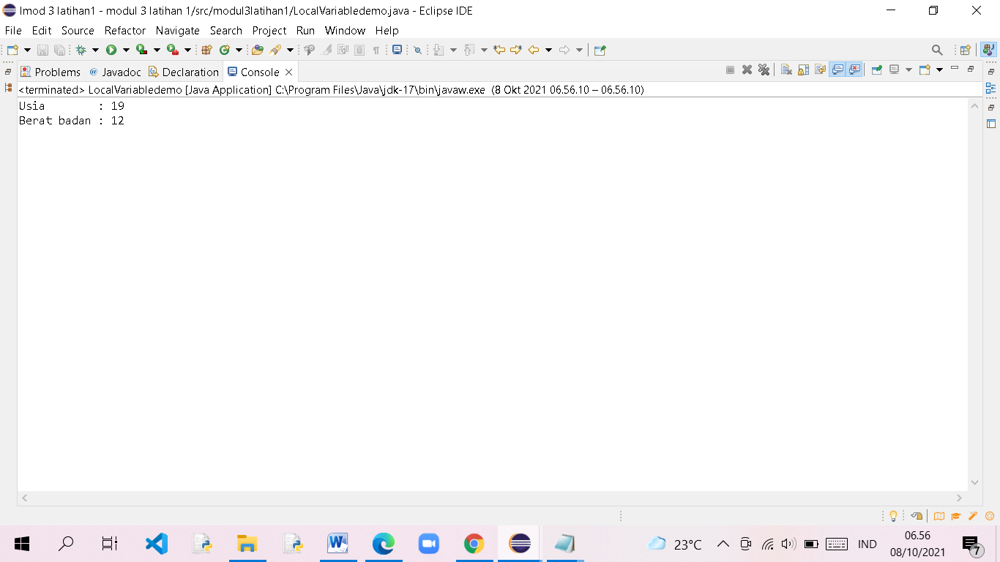 lmod 3 latihan1 - modul 3 latihan 1/src/modul3latihan1/LocalVariabledemo.java - Eclipse IDE
File Edit Source Refactor Navigate Search Project Run Window Help
Problems @ Javadoc Declaration Console
<terminated> LocalVariabledemo [Java Application] C:\Program Files\Java\jdk-17\bin\javaw.exe (8 Okt 2021 06.56.10 – 06.56.10)
Usia        : 19
Berat badan : 12
23°C IND 06.56
08/10/2021 7